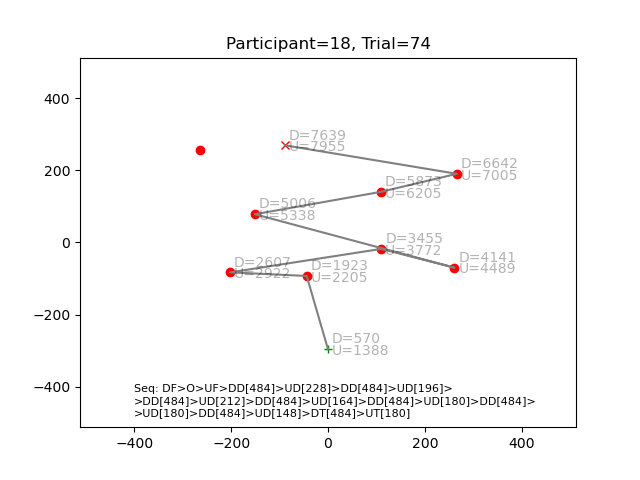 Participant=18, Trial=74
400
200
0
−200
−400
−400
−200
0
200
400
D=7639
U=7955
D=6642
U=7005
D=5873
U=6205
D=5006
U=5338
D=3455
U=3772
D=4141
U=4489
D=2607
U=2922
D=1923
U=2205
D=570
U=1388
Seq: DF>O>UF>DD[484]>UD[228]>DD[484]>UD[196]>
>DD[484]>UD[212]>DD[484]>UD[164]>DD[484]>UD[180]>DD[484]>
>UD[180]>DD[484]>UD[148]>DT[484]>UT[180]